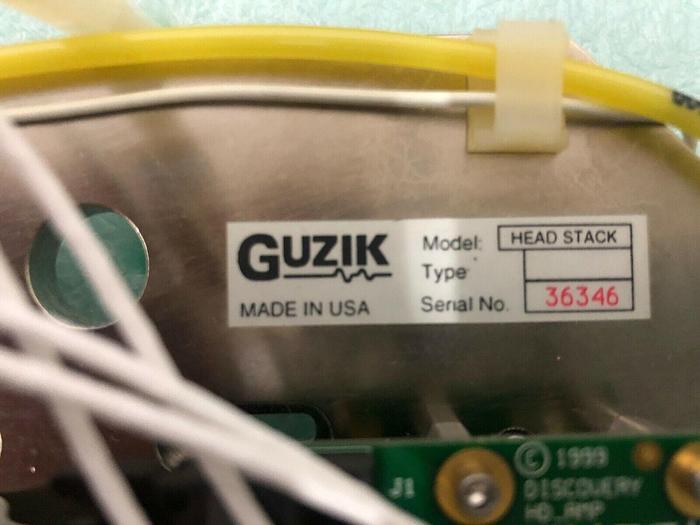 GUZIK
MADE IN USA
Model: HEAD STACK
Type
Serial No. 36346
J1
© 1999
DISCOVERY
HD_AMP